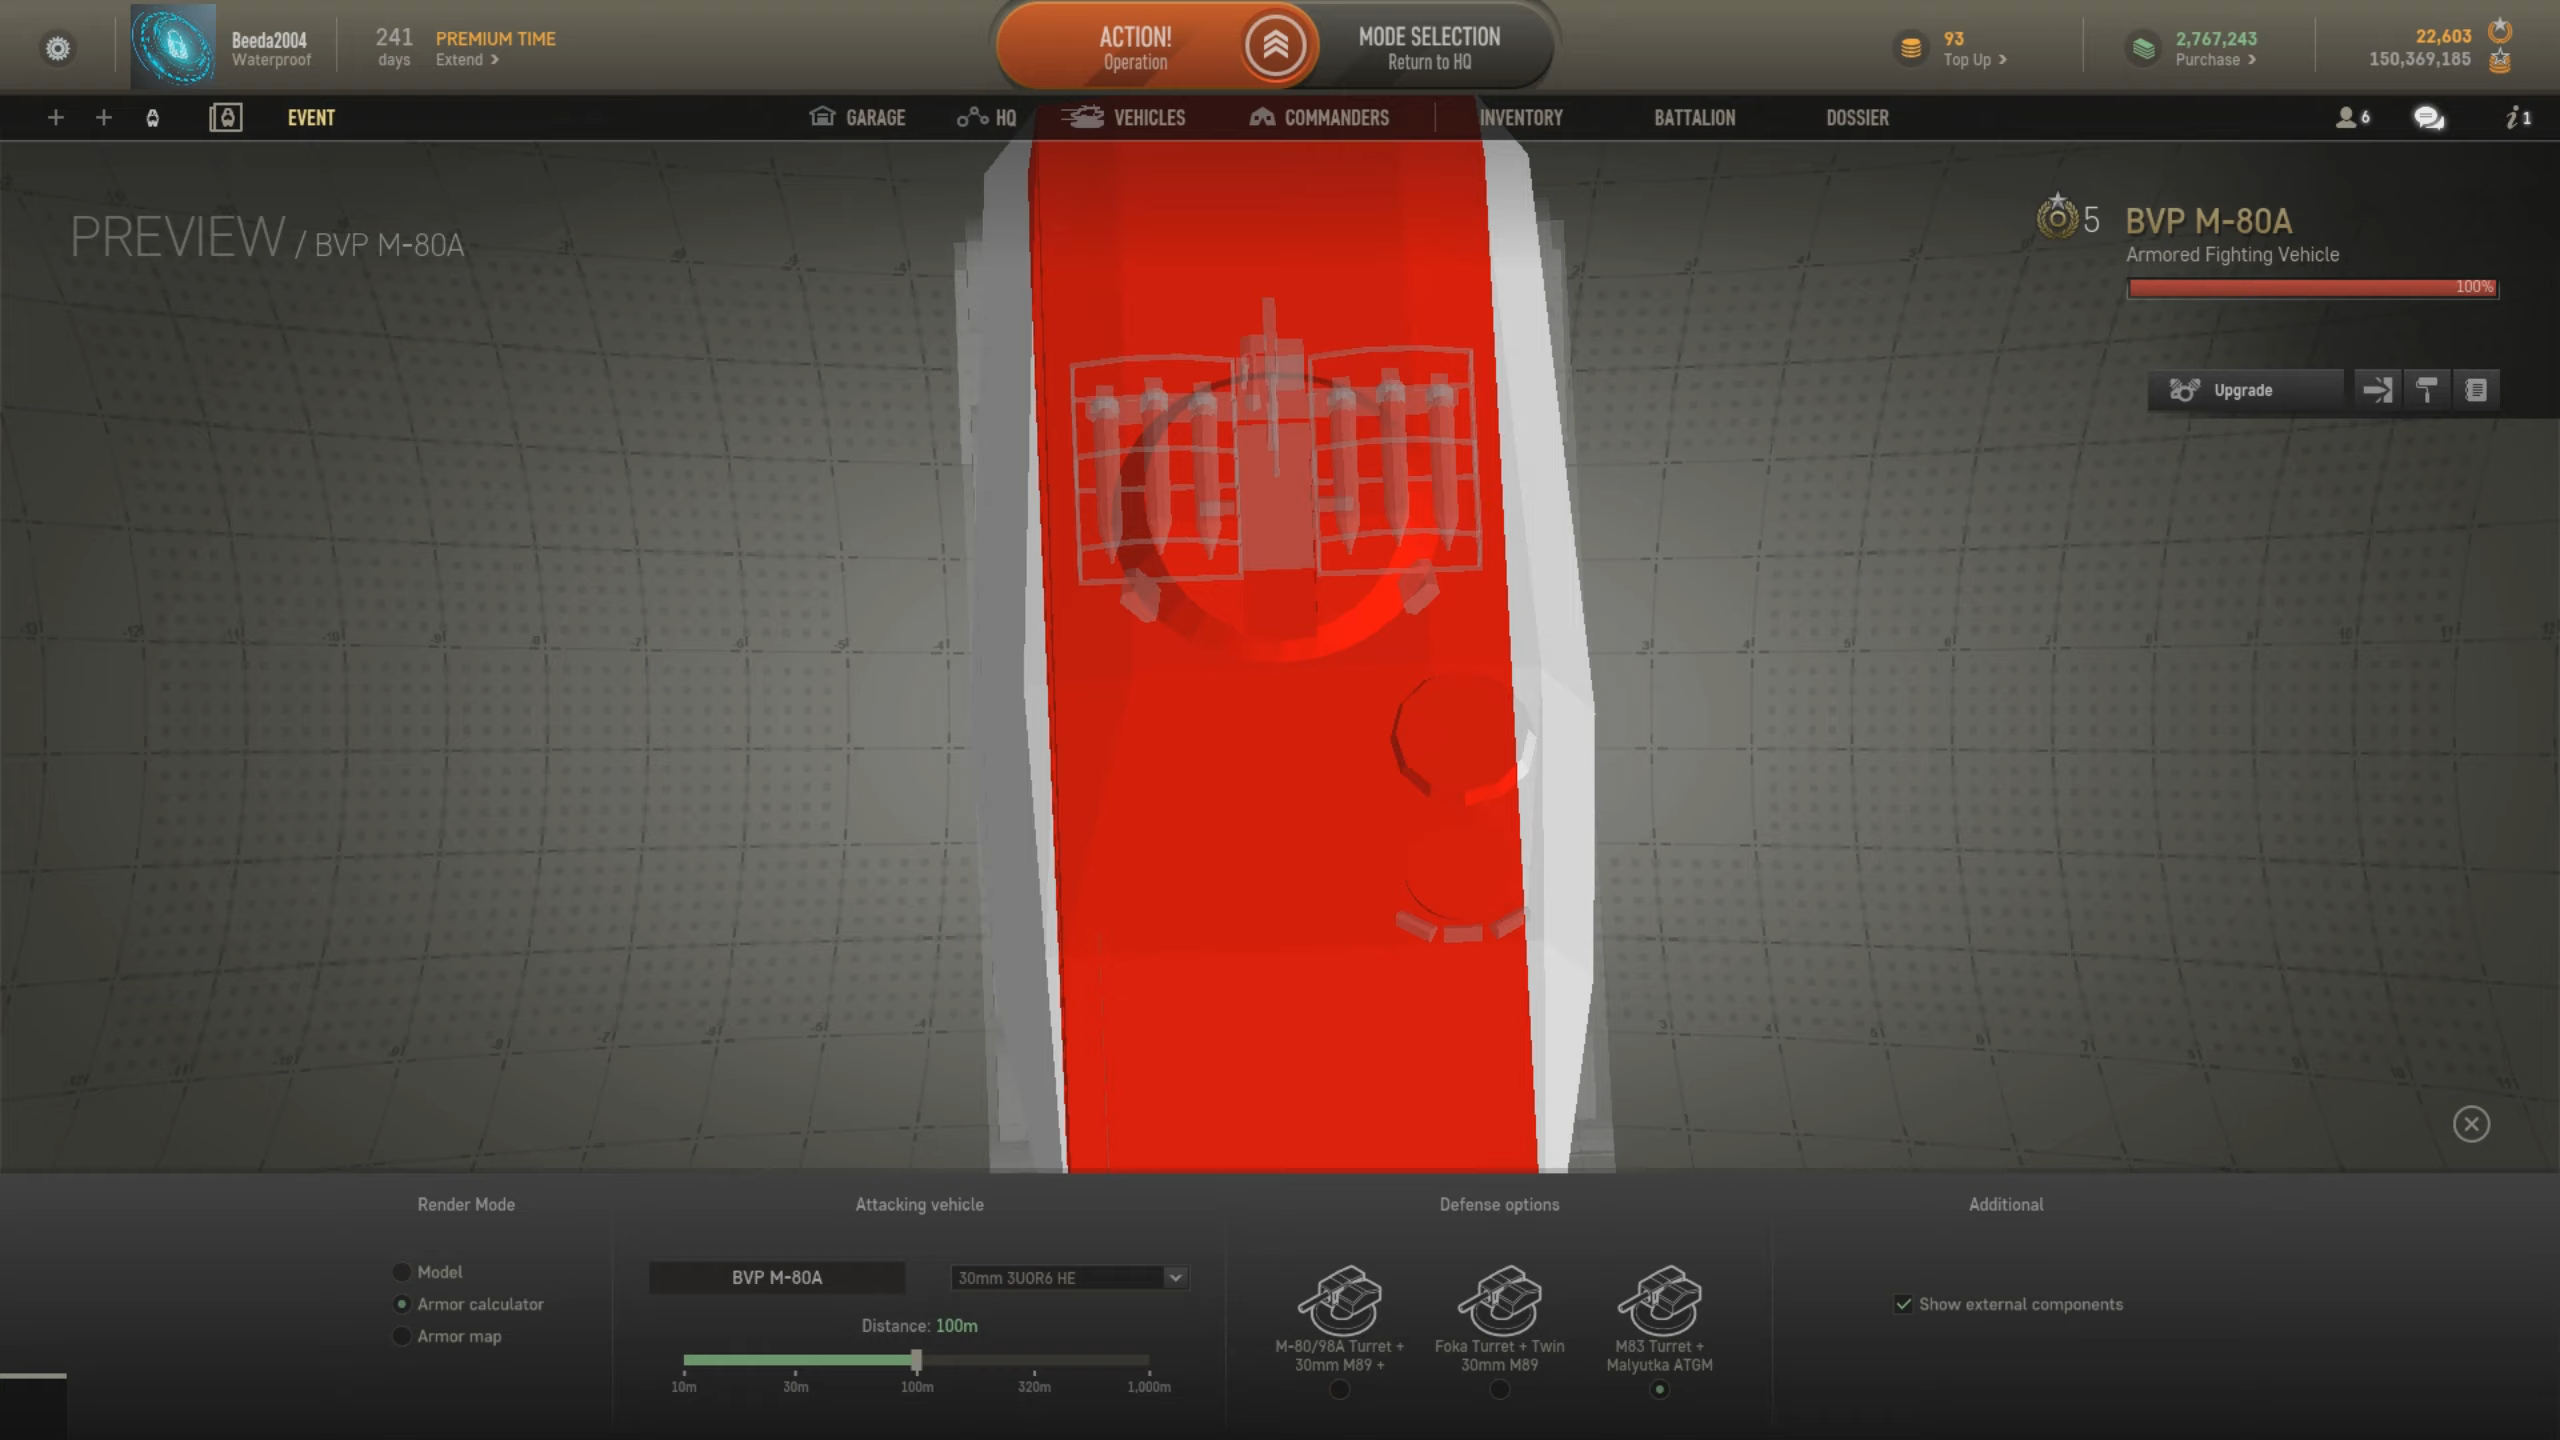 Beeda2004
Waterproof
241
days
PREMIUM TIME
Extend >
ACTION!
Operation
MODE SELECTION
Return to HQ
93
Top Up >
2,767,243
Purchase >
22,603
150,369,185
EVENT
GARAGE
HQ
VEHICLES
COMMANDERS
INVENTORY
BATTALION
DOSSIER
6
1
PREVIEW / BVP M-80A
5 BVP M-80A
Armored Fighting Vehicle
100%
Upgrade
Render Mode
Model
Armor calculator
Armor map
Attacking vehicle
BVP M-80A
30mm 3UOR6 HE
Distance: 100m
10m 30m 100m 320m 1,000m
Defense options
M-80/98A Turret +
30mm M89 +
Foka Turret + Twin
30mm M89
M83 Turret +
Malyutka ATGM
Additional
Show external components